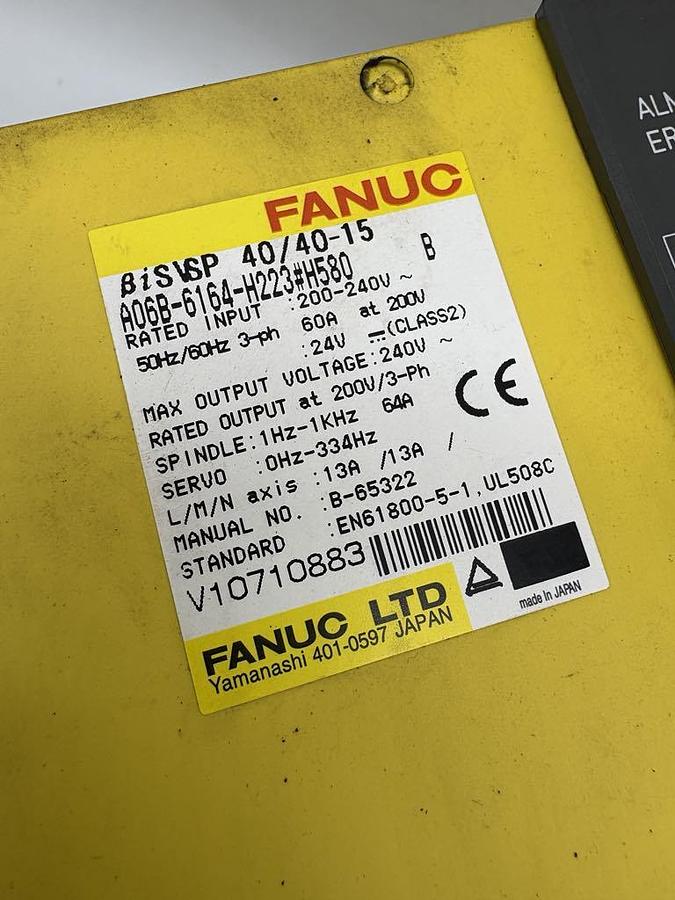 FANUC
βiSVSP 40/40-15 B
A06B-6164-H223#H580
RATED INPUT :200-240V ~
50Hz/60Hz 3-ph 60A at 200V
:24V ⎓(CLASS2)
MAX OUTPUT VOLTAGE:240V ~
RATED OUTPUT at 200V/3-Ph
SPINDLE:1Hz-1KHz 64A
SERVO :0Hz-334Hz
L/M/N axis :13A /13A /
MANUAL NO. :B-65322
STANDARD :EN61800-5-1,UL508C
V10710883
CE
FANUC LTD
Yamanashi 401-0597 JAPAN
made in JAPAN
ALM